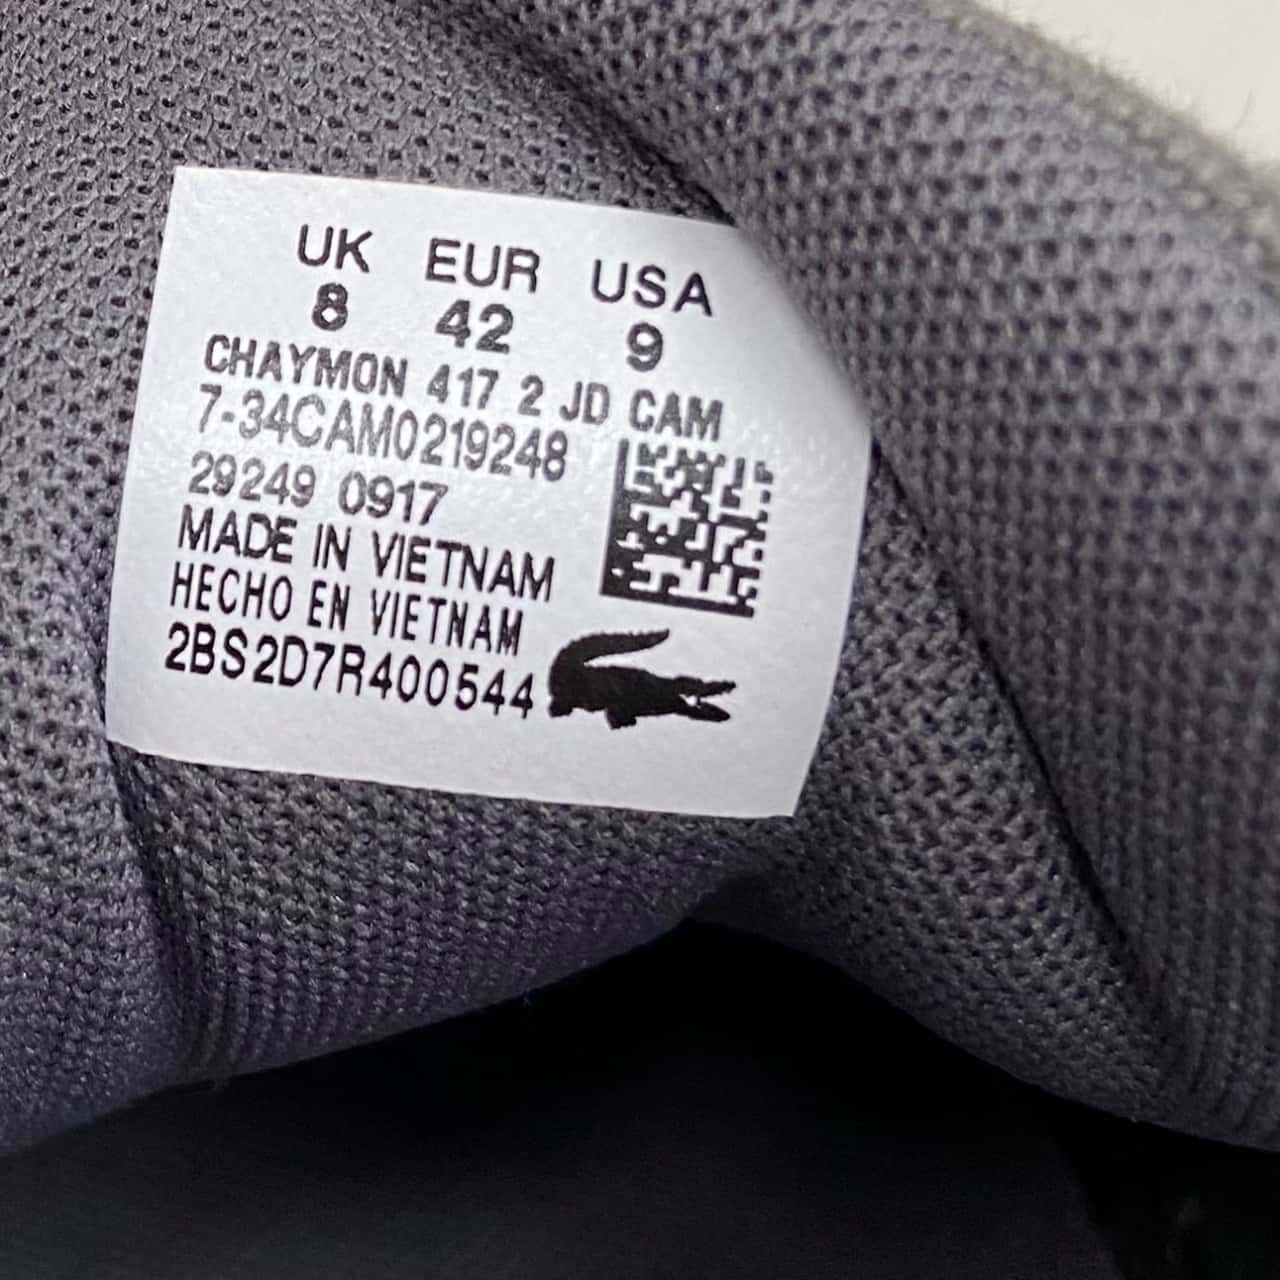 UK EUR USA
8 42 9
CHAYMON 417 2 JD CAM
7-34CAM0219248
29249 0917
MADE IN VIETNAM
HECHO EN VIETNAM
2BS2D7R400544